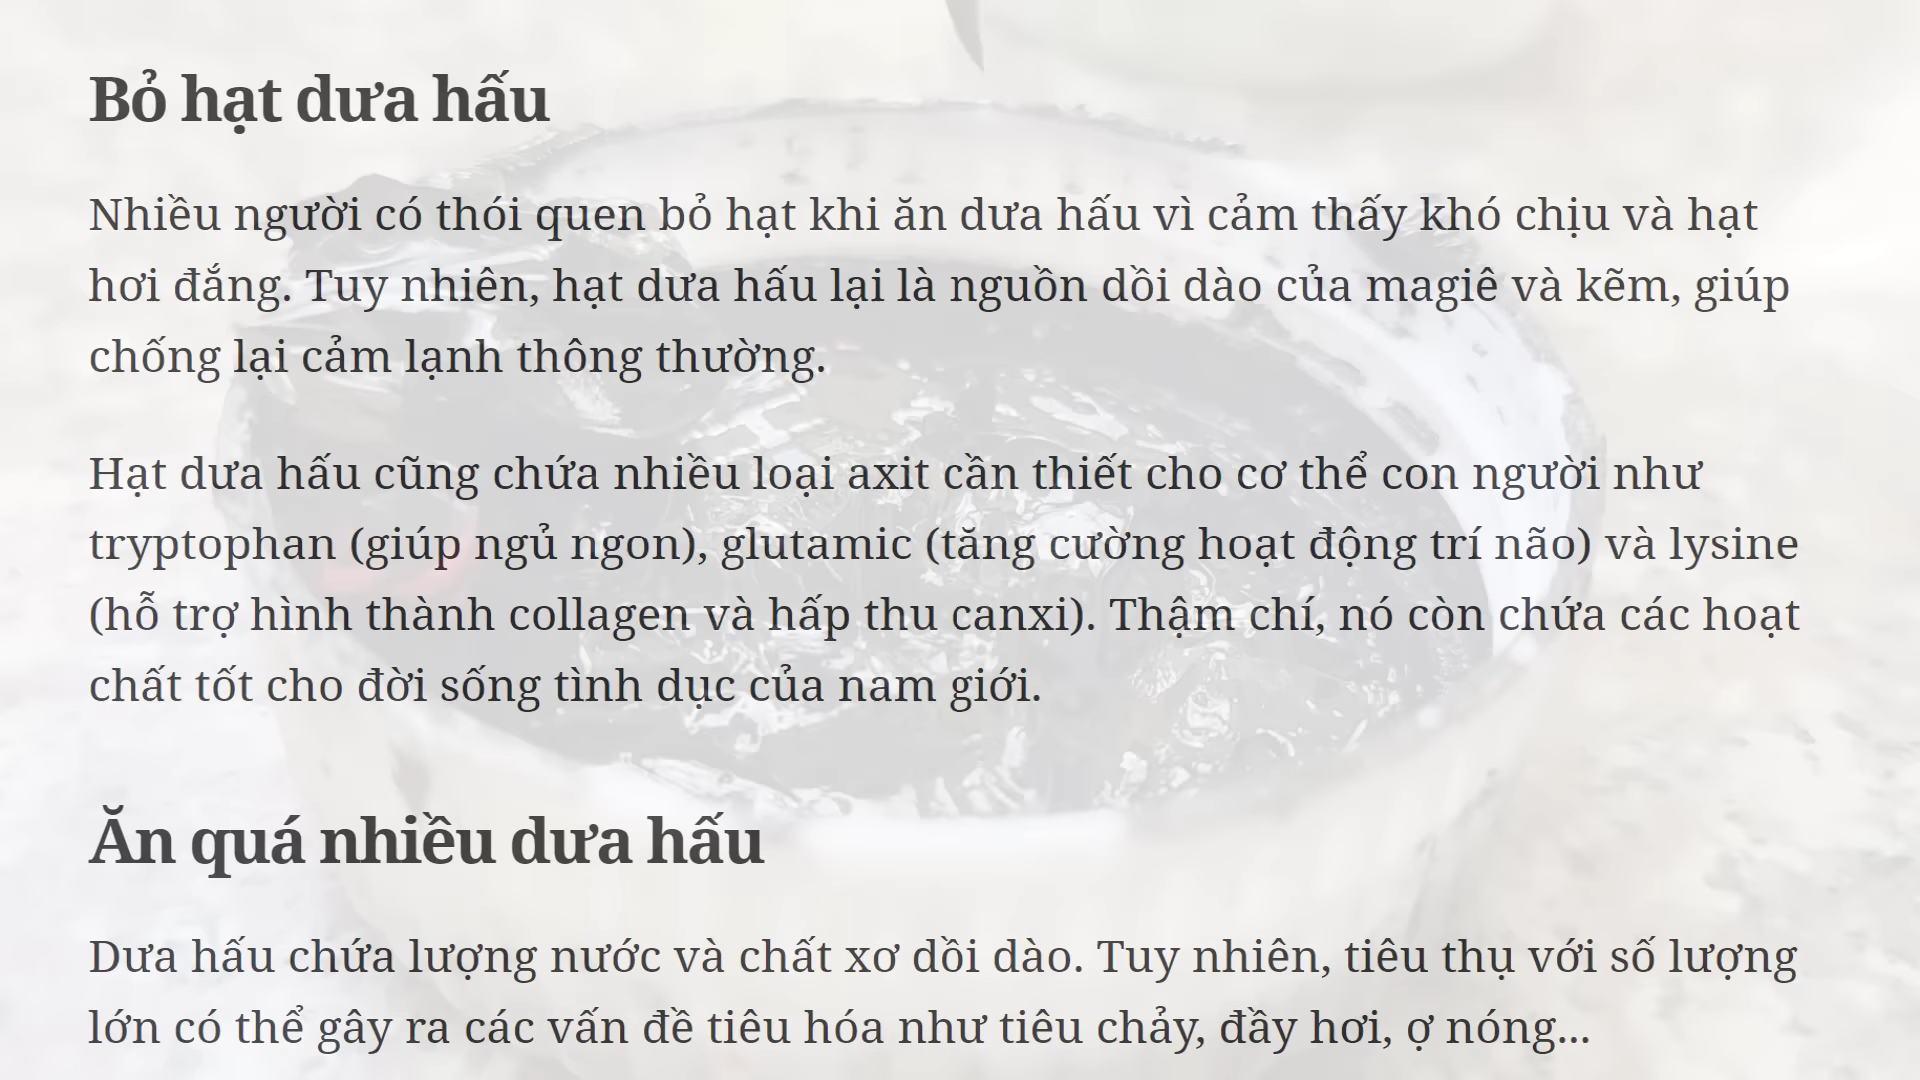 Bỏ hạt dưa hấu
Nhiều người có thói quen bỏ hạt khi ăn dưa hấu vì cảm thấy khó chịu và hạt
hơi đắng. Tuy nhiên, hạt dưa hấu lại là nguồn dồi dào của magiê và kẽm, giúp
chống lại cảm lạnh thông thường.
Hạt dưa hấu cũng chứa nhiều loại axit cần thiết cho cơ thể con người như
tryptophan (giúp ngủ ngon), glutamic (tăng cường hoạt động trí não) và lysine
(hỗ trợ hình thành collagen và hấp thu canxi). Thậm chí, nó còn chứa các hoạt
chất tốt cho đời sống tình dục của nam giới.
Ăn quá nhiều dưa hấu
Dưa hấu chứa lượng nước và chất xơ dồi dào. Tuy nhiên, tiêu thụ với số lượng
lớn có thể gây ra các vấn đề tiêu hóa như tiêu chảy, đầy hơi, ợ nóng...